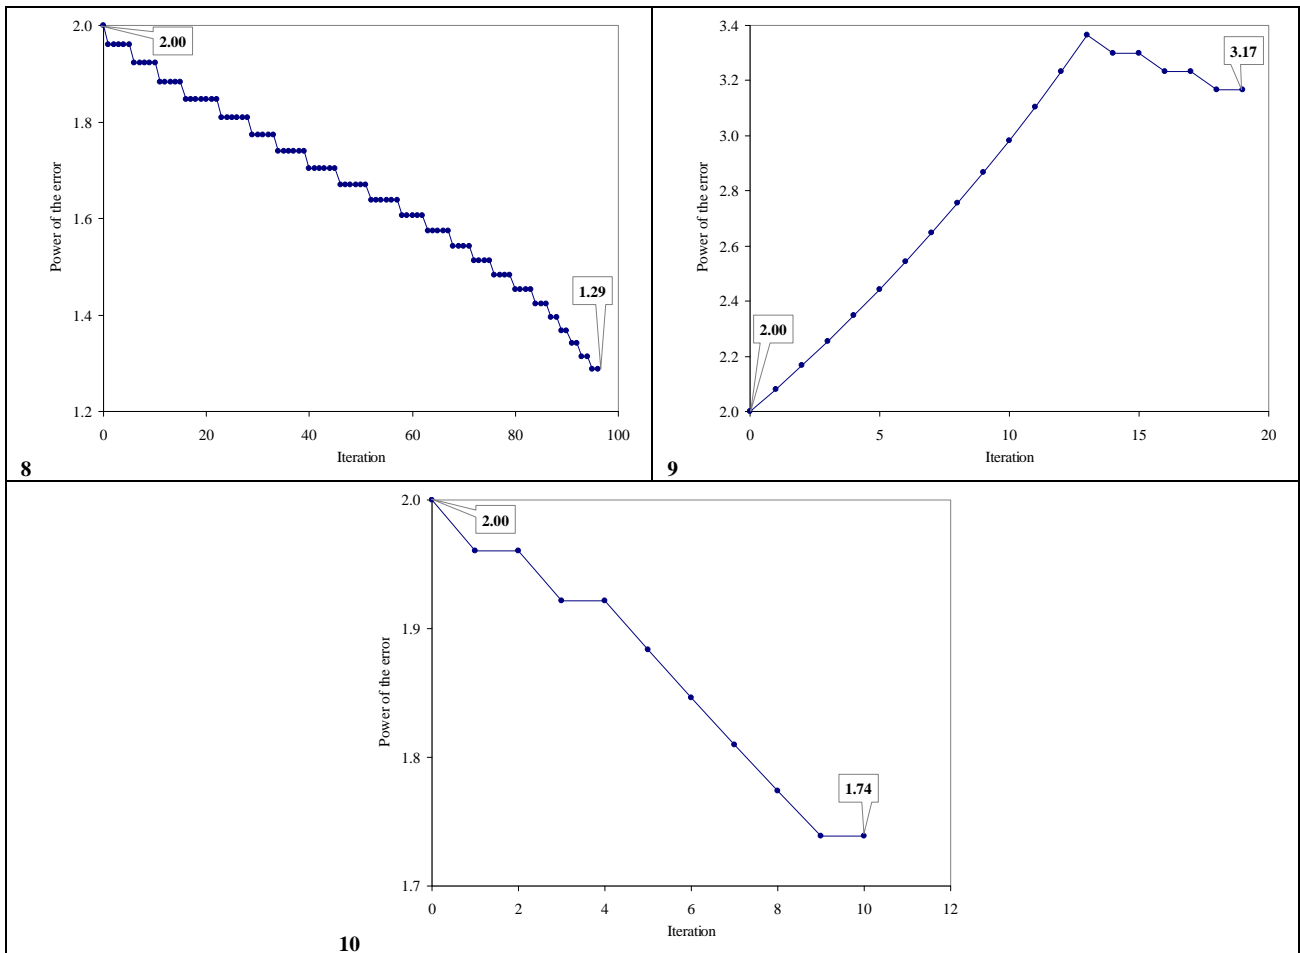 2.0
1.8
1.6
1.4
1.2
Power of the error
2.00
1.29
0 20 40 60 80 100
Iteration
8
3.4
3.2
3.0
2.8
2.6
2.4
2.2
2.0
Power of the error
2.00
3.17
0 5 10 15 20
Iteration
9
2.0
1.9
1.8
1.7
Power of the error
2.00
1.74
0 2 4 6 8 10 12
Iteration
10